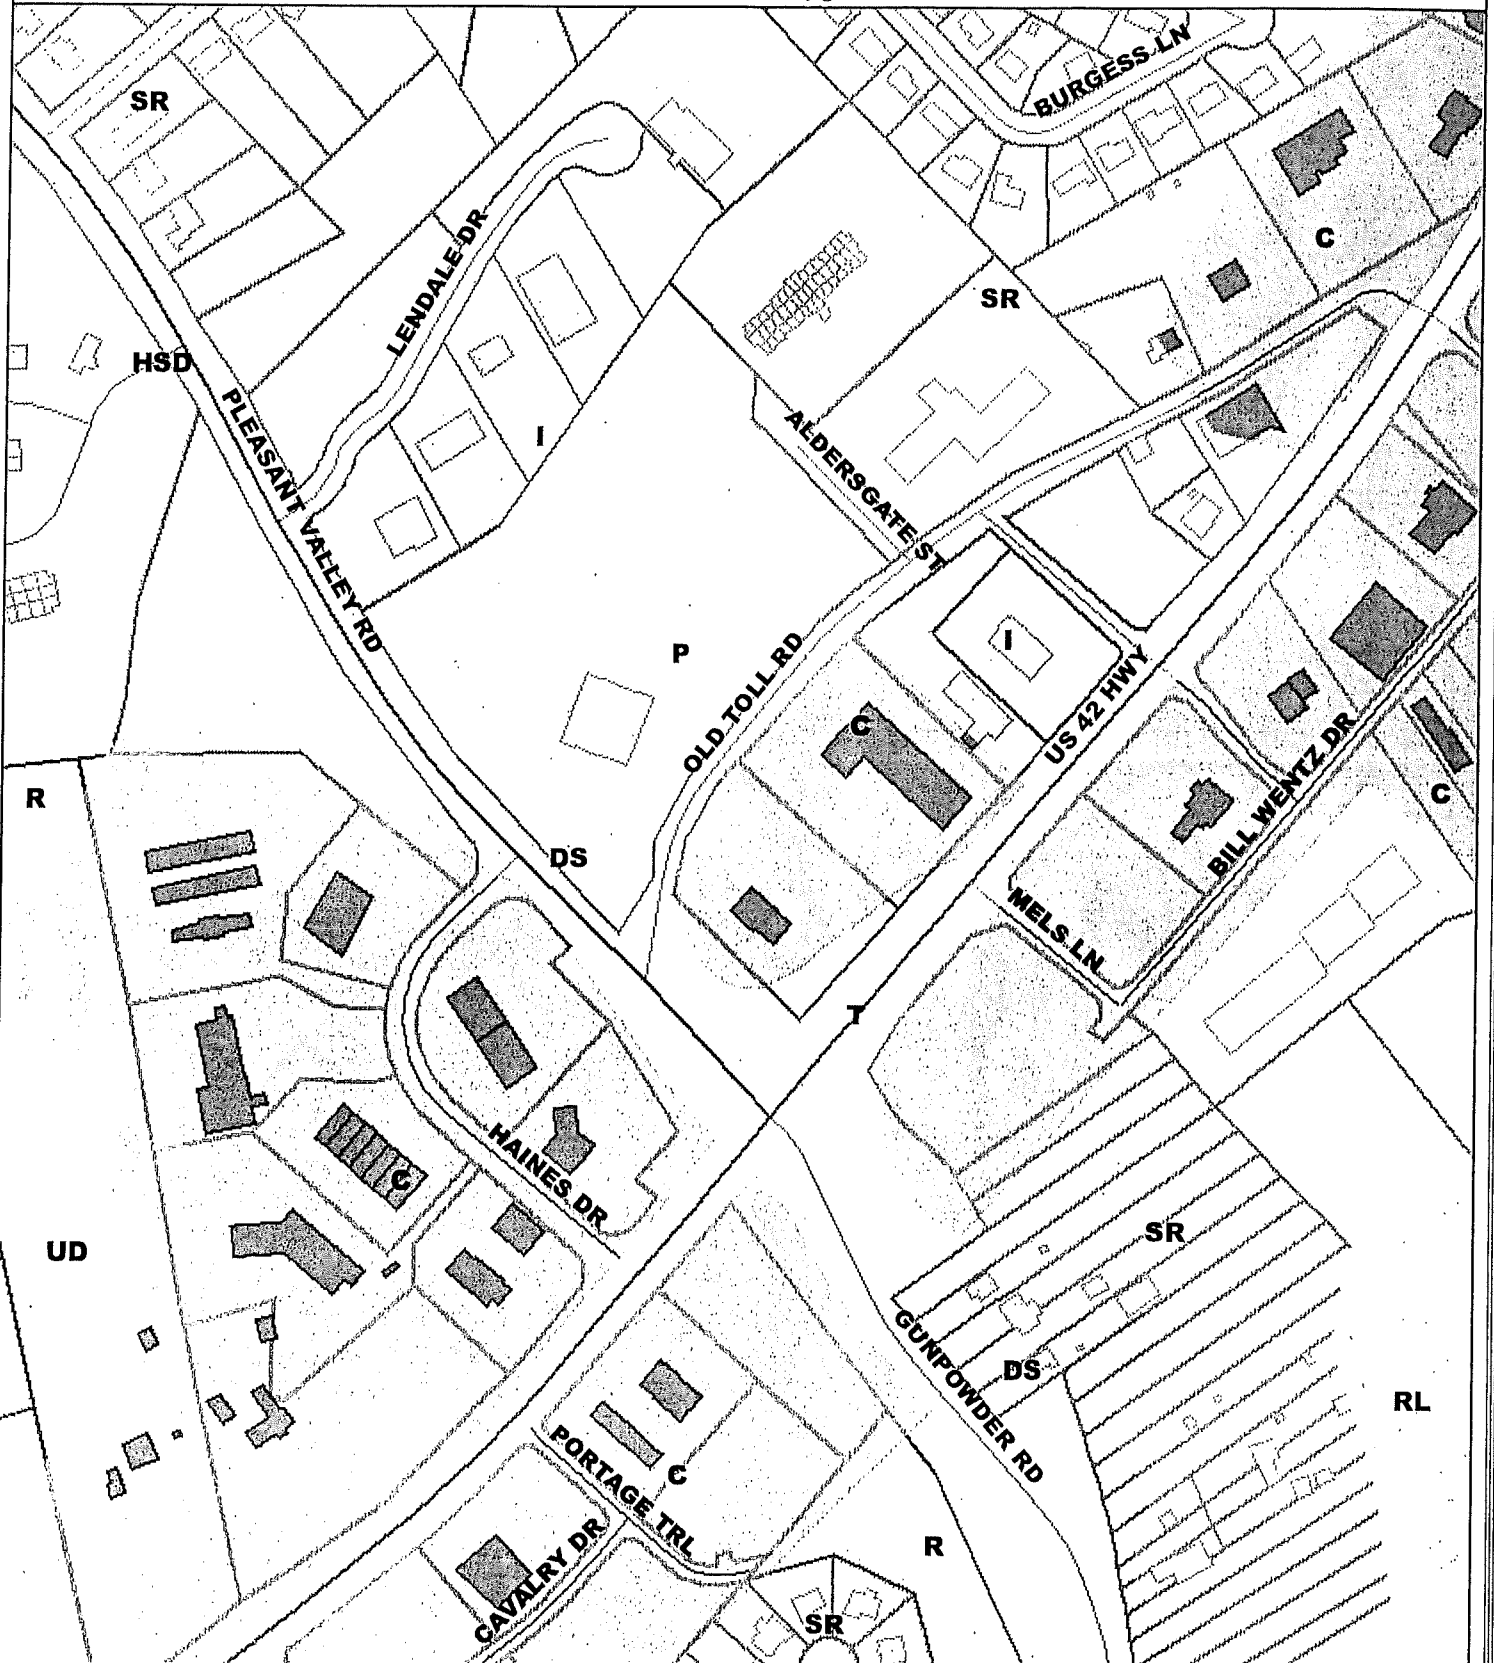 BURGESS LN
SR
C
LENDALE DR
SR
HSD
PLEASANT VALLEY RD
I
ALDERSGATE ST
P
OLD TOLL RD
I
US 42 HWY
C
BILL WENTZ DR
C
R
DS
MELS LN
T
HAINES DR
C
UD
SR
GUNPOWDER RD
DS
RL
PORTAGE TRL
C
CAVALRY DR
R
SR